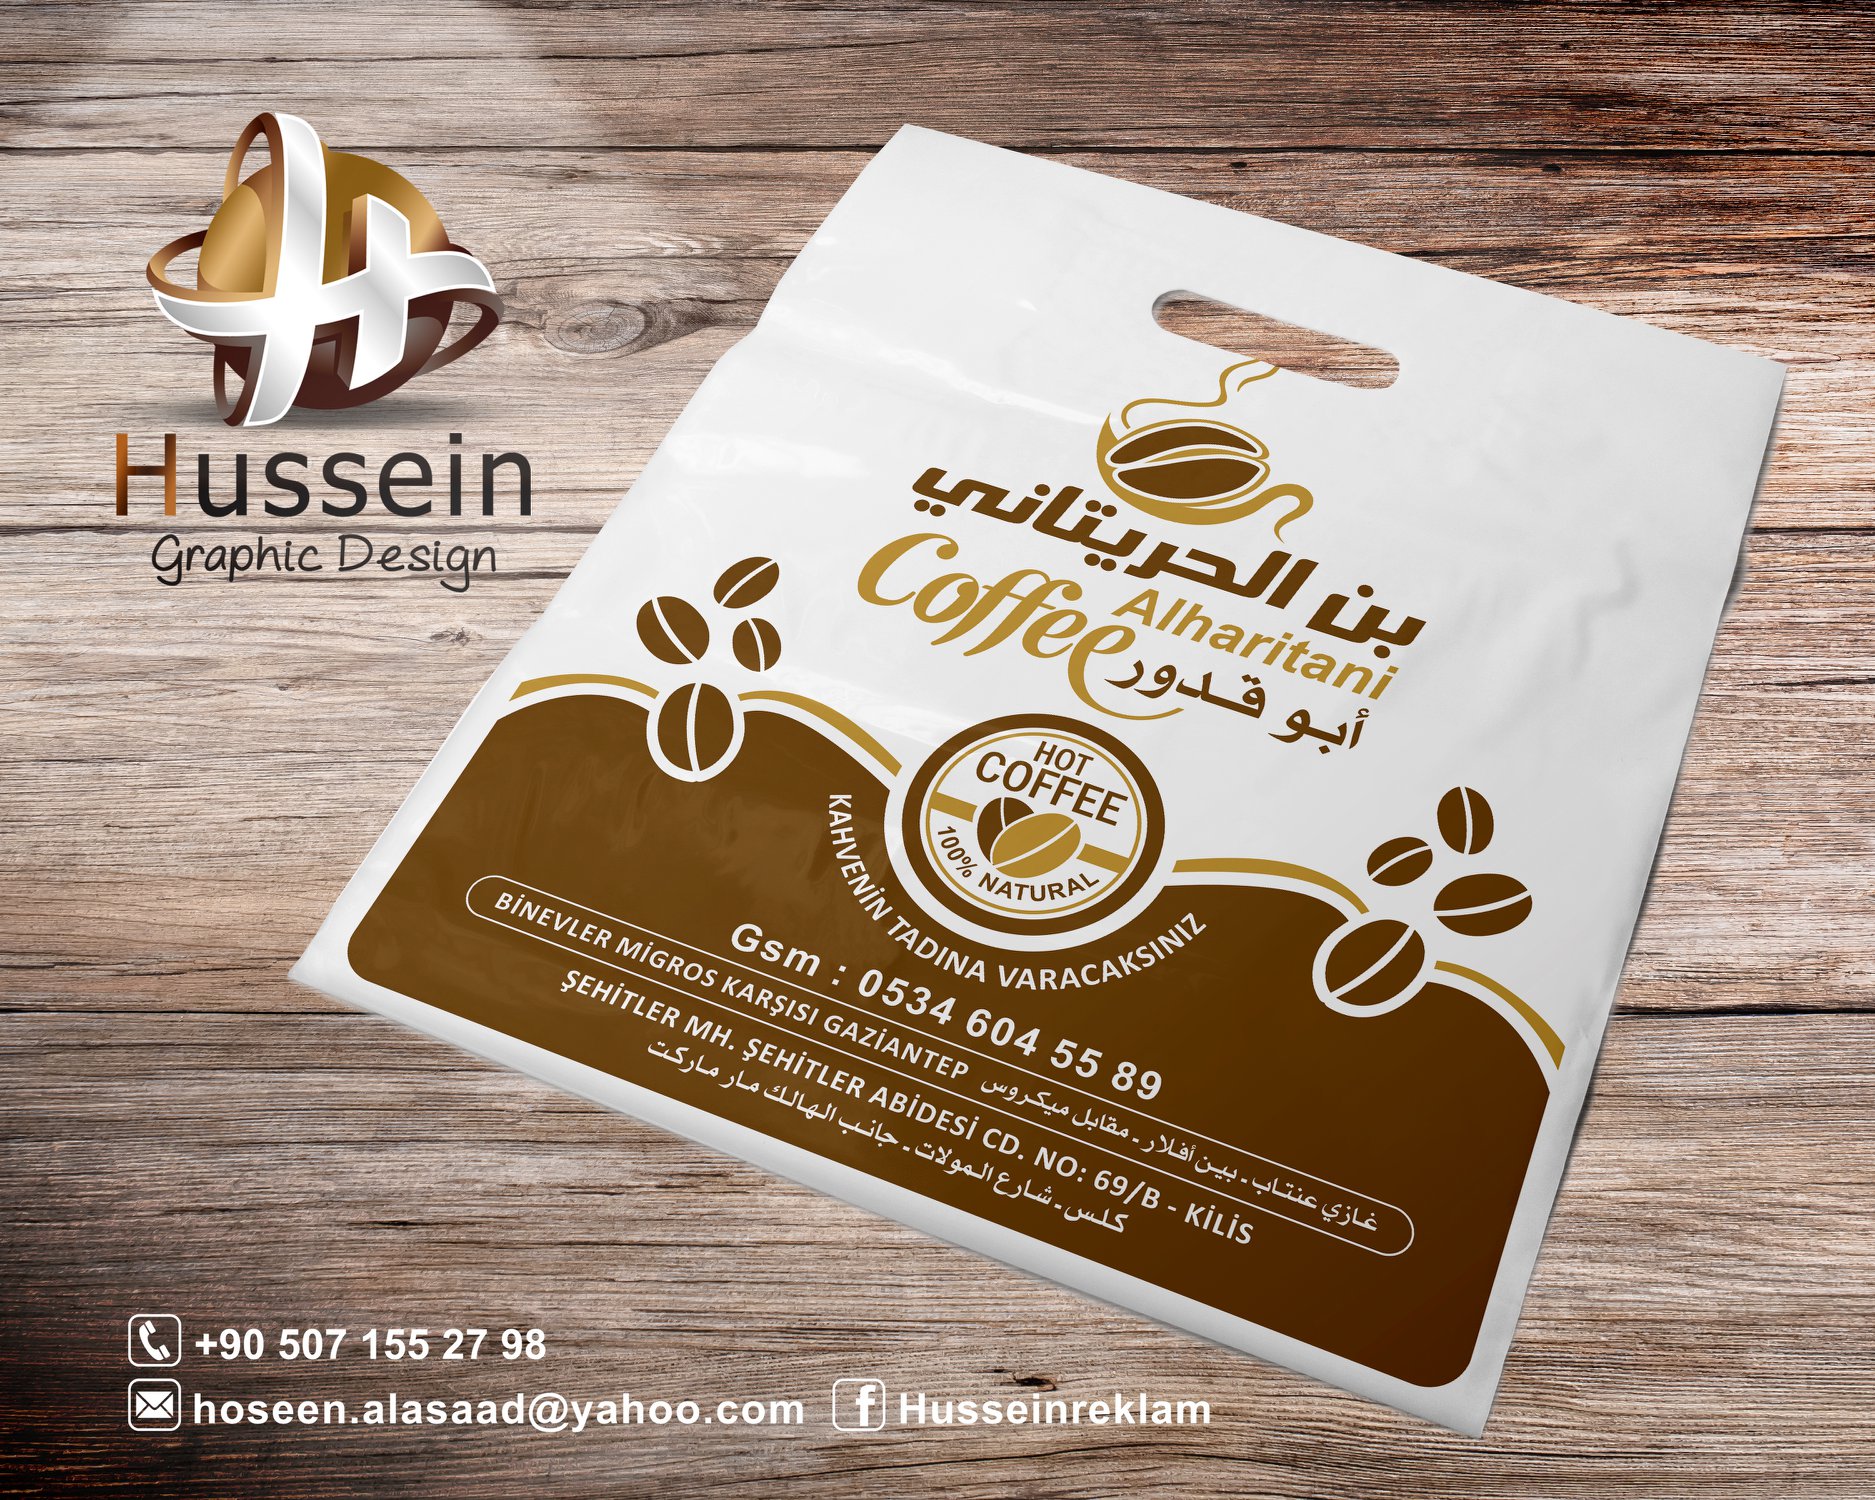 Hussein
Graphic Design
بن الحريتاني
Alharitani
Coffee
أبو قدور
HOT
COFFEE
100% NATURAL
KAHVENİN TADINA VARACAKSINIZ
Gsm : 0534 604 55 89
BİNEVLER MİGROS KARŞISI GAZİANTEP غازي عنتاب - بين أفلار - مقابل ميكروس
ŞEHİTLER MH. ŞEHİTLER ABİDESİ CD. NO: 69/B - KİLİS
كلس - شارع المولات - جانب الهالك مار ماركت
+90 507 155 27 98
hoseen.alasaad@yahoo.com
Husseinreklam